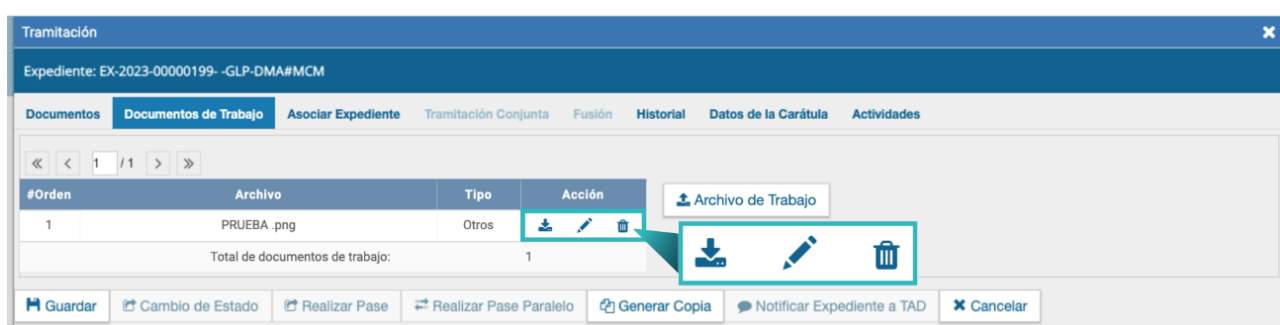 Tramitación
Expediente: EX-2023-00000199- -GLP-DMA#MCM
Documentos Documentos de Trabajo Asociar Expediente Tramitación Conjunta Fusión Historial Datos de la Carátula Actividades
1 / 1
#Orden Archivo Tipo Acción
Archivo de Trabajo
1 PRUEBA .png Otros
Total de documentos de trabajo: 1
Guardar Cambio de Estado Realizar Pase Realizar Pase Paralelo Generar Copia Notificar Expediente a TAD Cancelar